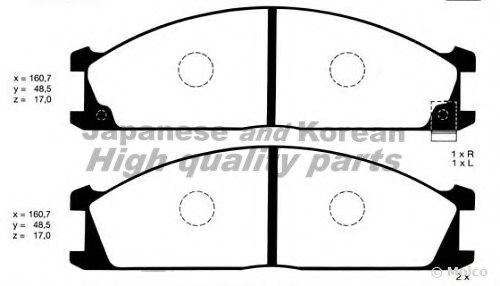 x = 160,7
y = 48,5
z = 17,0
Japanese and Korean
High quality parts
1 x R
1 x L
x = 160,7
y = 48,5
z = 17,0
2 x
© Molco